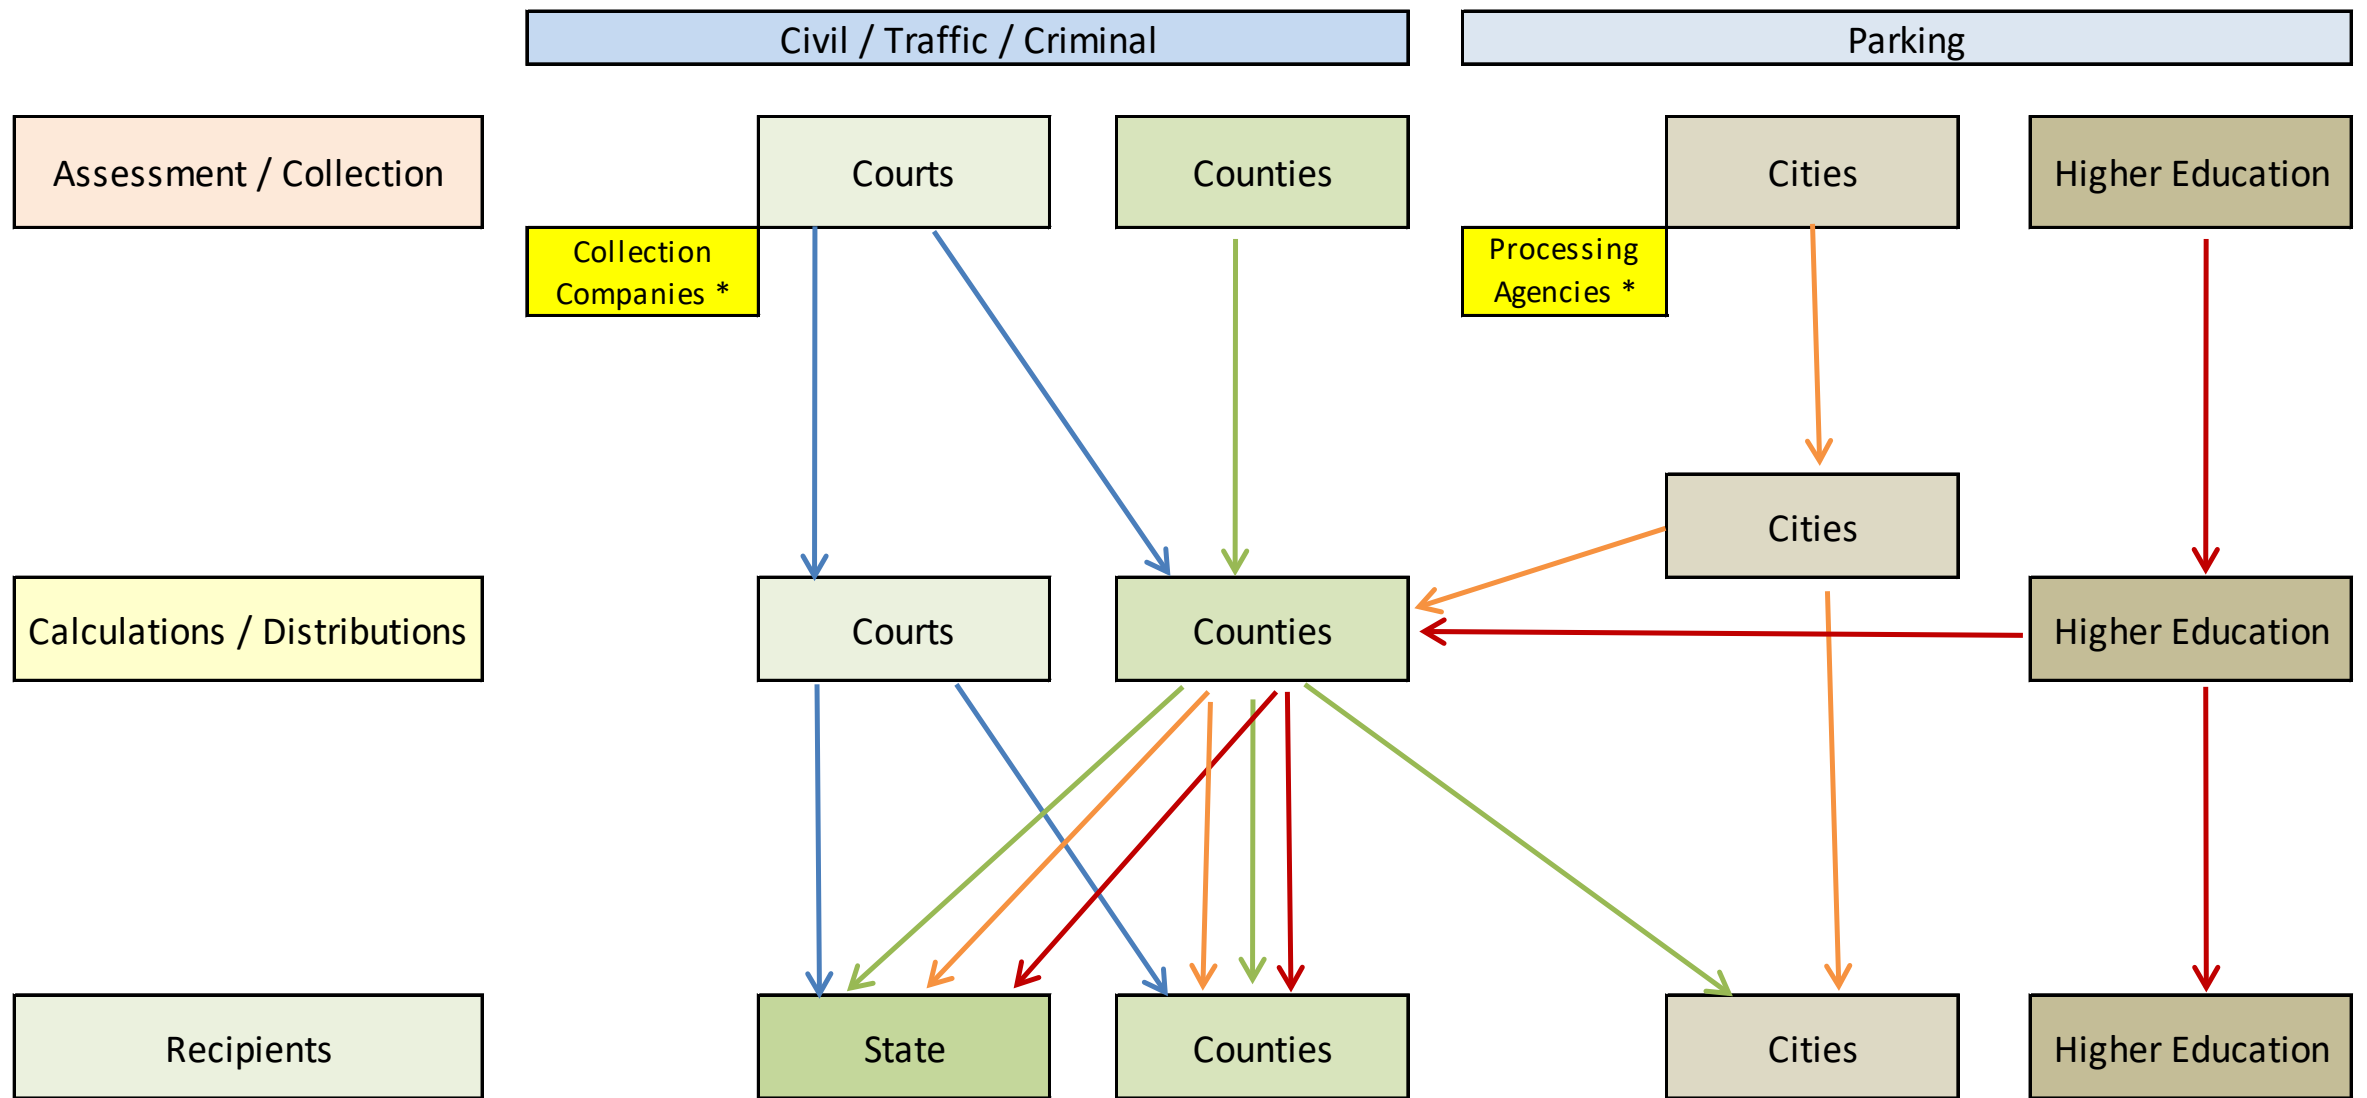 Civil / Traffic / Criminal
Parking
Assessment / Collection
Courts
Counties
Cities
Higher Education
Collection
Companies *
Processing
Agencies *
Cities
Calculations / Distributions
Courts
Counties
Higher Education
Recipients
State
Counties
Cities
Higher Education